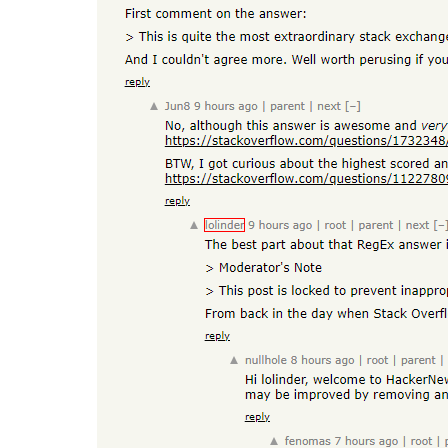 First comment on the answer:
> This is quite the most extraordinary stack exchange
And I couldn't agree more. Well worth perusing if you
reply
▲ Jun8 9 hours ago | parent | next [–]
No, although this answer is awesome and very
https://stackoverflow.com/questions/1732348/
BTW, I got curious about the highest scored an
https://stackoverflow.com/questions/11227809
reply
▲ lolinder 9 hours ago | root | parent | next [–]
The best part about that RegEx answer i
> Moderator's Note
> This post is locked to prevent inappro
From back in the day when Stack Overfl
reply
▲ nullhole 8 hours ago | root | parent |
Hi lolinder, welcome to HackerNew
may be improved by removing an
reply
▲ fenomas 7 hours ago | root | p